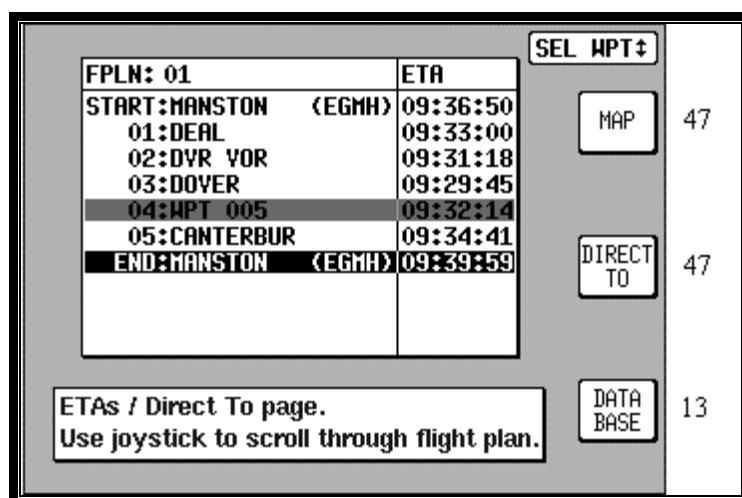 SEL WPT↕
FPLN: 01 ETA
START:MANSTON (EGMH) 09:36:50
01:DEAL 09:33:00
02:DVR VOR 09:31:18
03:DOVER 09:29:45
04:WPT 005 09:32:14
05:CANTERBUR 09:34:41
END:MANSTON (EGMH) 09:39:59
MAP 47
DIRECT
TO 47
ETAs / Direct To page.
Use joystick to scroll through flight plan.
DATA
BASE 13